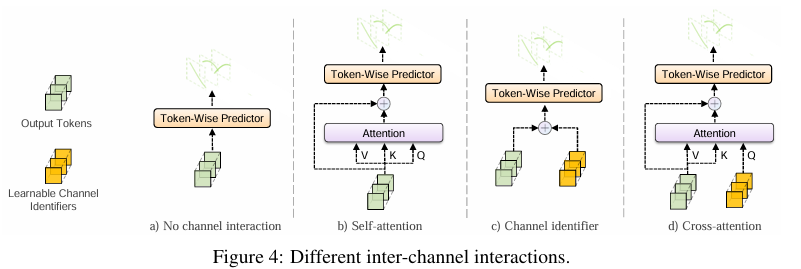 Output Tokens
Learnable Channel
Identifiers
Token-Wise Predictor
a) No channel interaction
Token-Wise Predictor
Attention
V K Q
b) Self-attention
Token-Wise Predictor
c) Channel identifier
Token-Wise Predictor
Attention
V K Q
d) Cross-attention
Figure 4: Different inter-channel interactions.